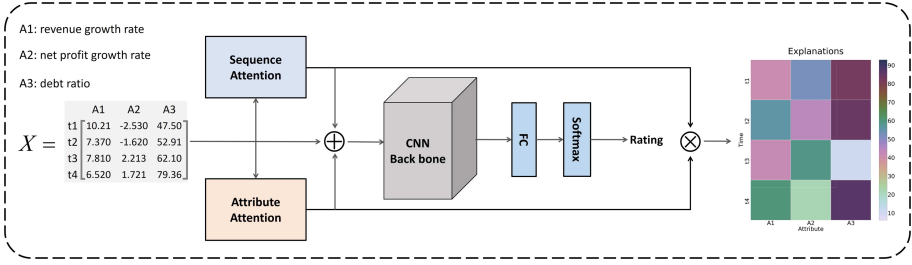 A1: revenue growth rate
A2: net profit growth rate
A3: debt ratio
A1 A2 A3
X =
t1 10.21 -2.530 47.50
t2 7.370 -1.620 52.91
t3 7.810 2.213 62.10
t4 6.520 1.721 79.36
Sequence
Attention
Attribute
Attention
CNN
Back bone
FC
Softmax
Rating
Explanations
t1
t2
t3
t4
Time
A1 A2 A3
Attribute
90
80
70
60
50
40
30
20
10